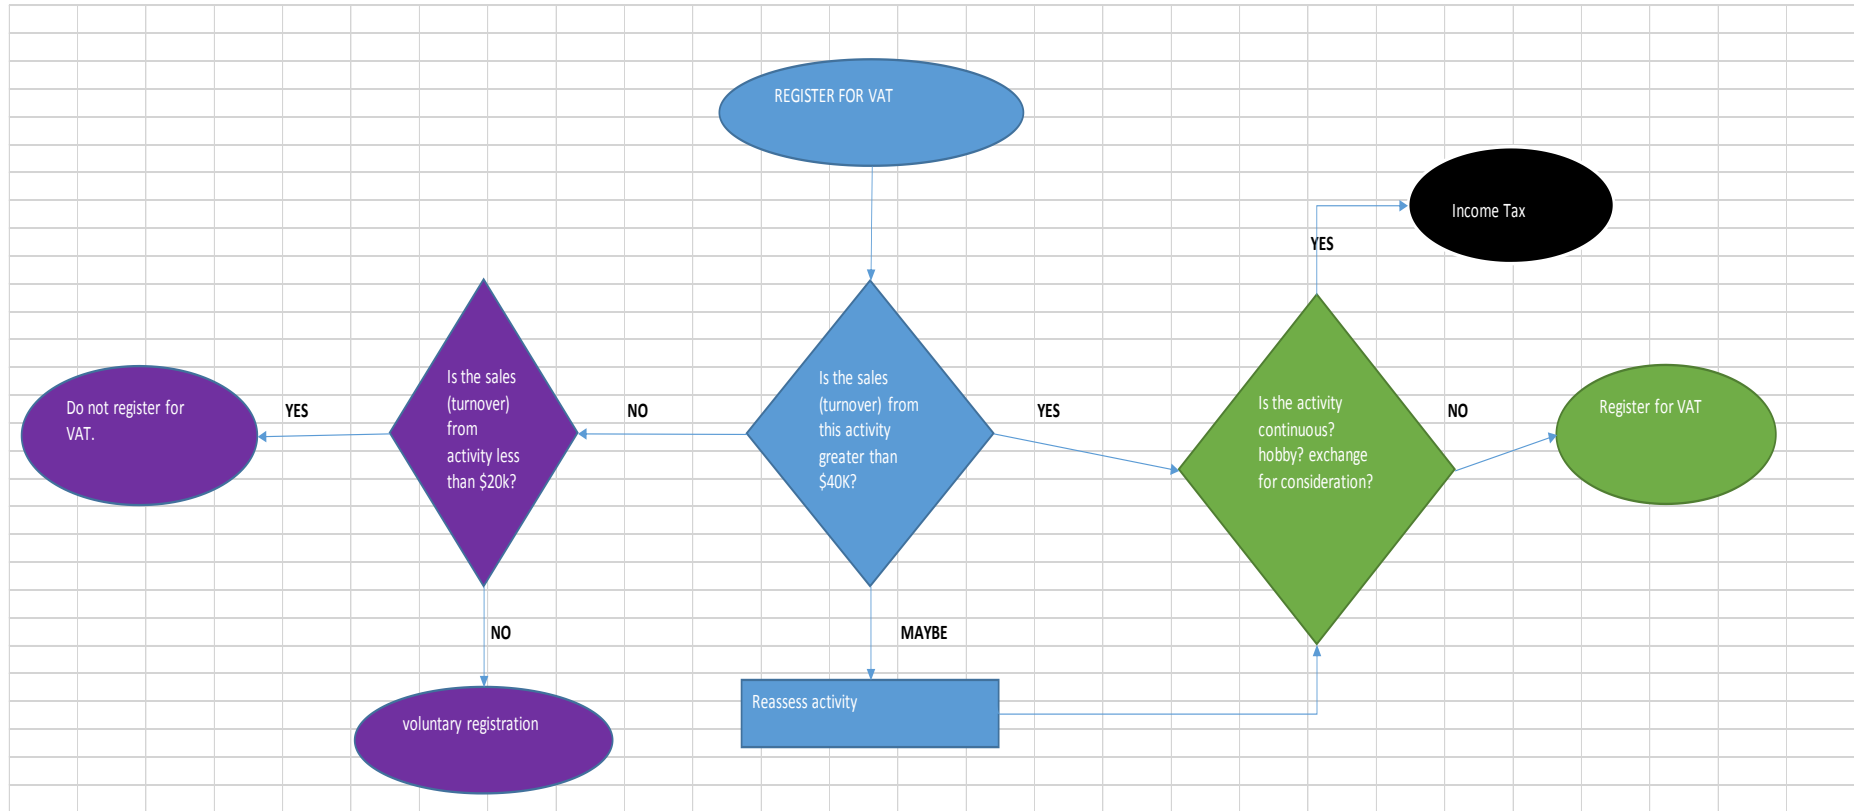 REGISTER FOR VAT
Income Tax
YES
Is the sales
(turnover)
from
activity less
than $20k?
Is the sales
(turnover) from
this activity
greater than
$40K?
Is the activity
continuous?
hobby? exchange
for consideration?
Do not register for
VAT.
YES
NO
YES
NO
Register for VAT
NO
MAYBE
voluntary registration
Reassess activity